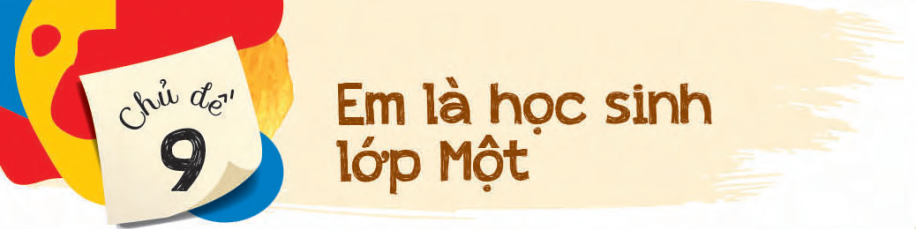 Chủ đề
9
Em là học sinh
lớp Một